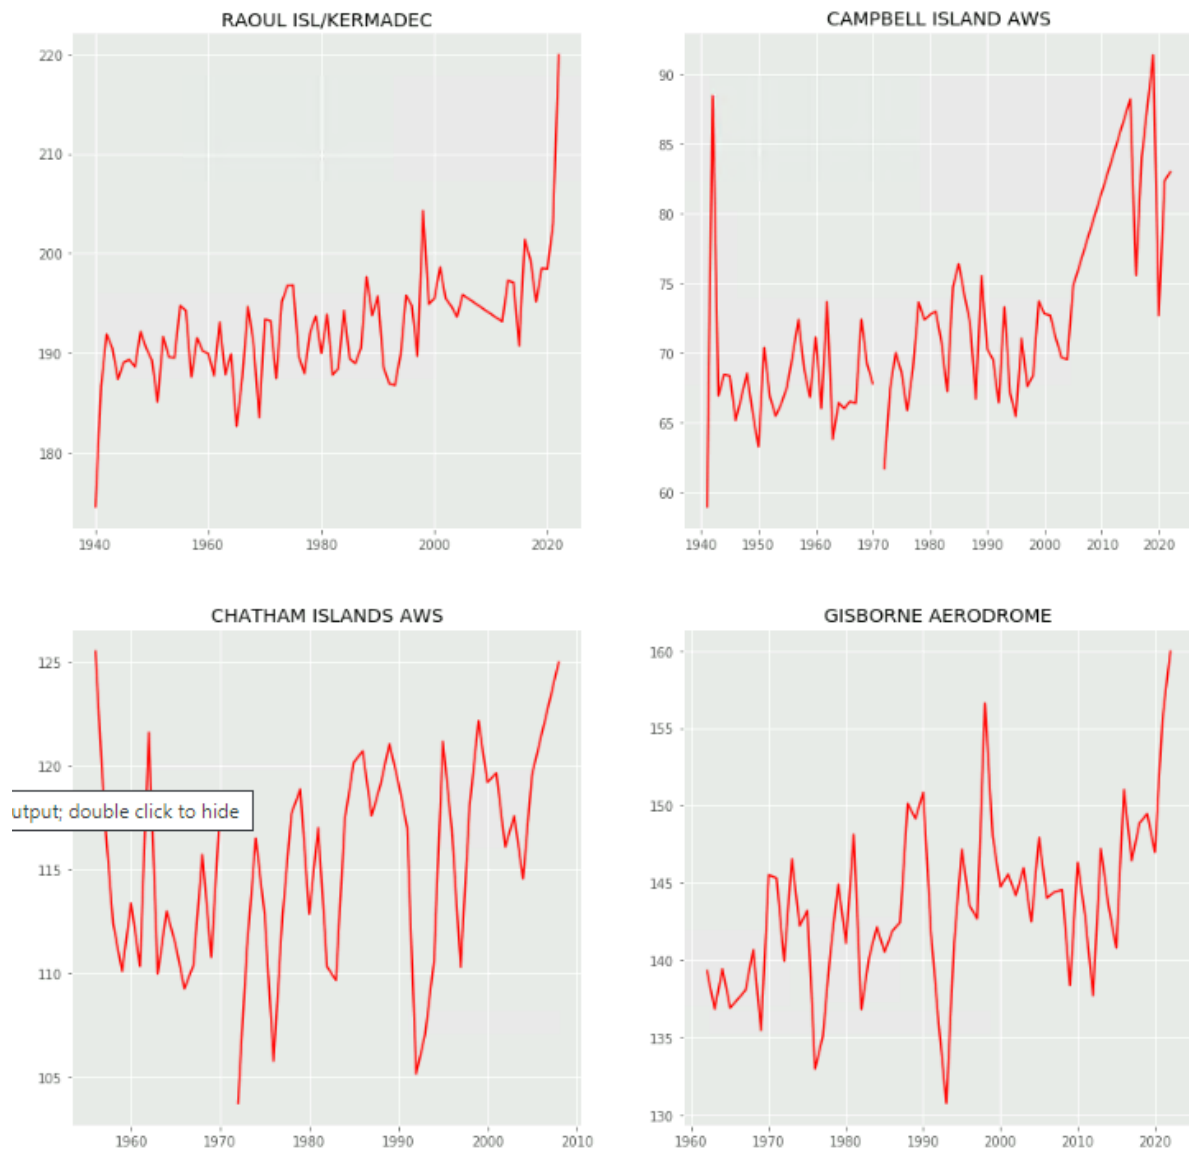 RAOUL ISL/KERMADEC
220
210
200
190
180
1940 1960 1980 2000 2020
CAMPBELL ISLAND AWS
90
85
80
75
70
65
60
1940 1950 1960 1970 1980 1990 2000 2010 2020
CHATHAM ISLANDS AWS
125
120
utput; double click to hide
115
110
105
1960 1970 1980 1990 2000 2010
GISBORNE AERODROME
160
155
150
145
140
135
130
1960 1970 1980 1990 2000 2010 2020